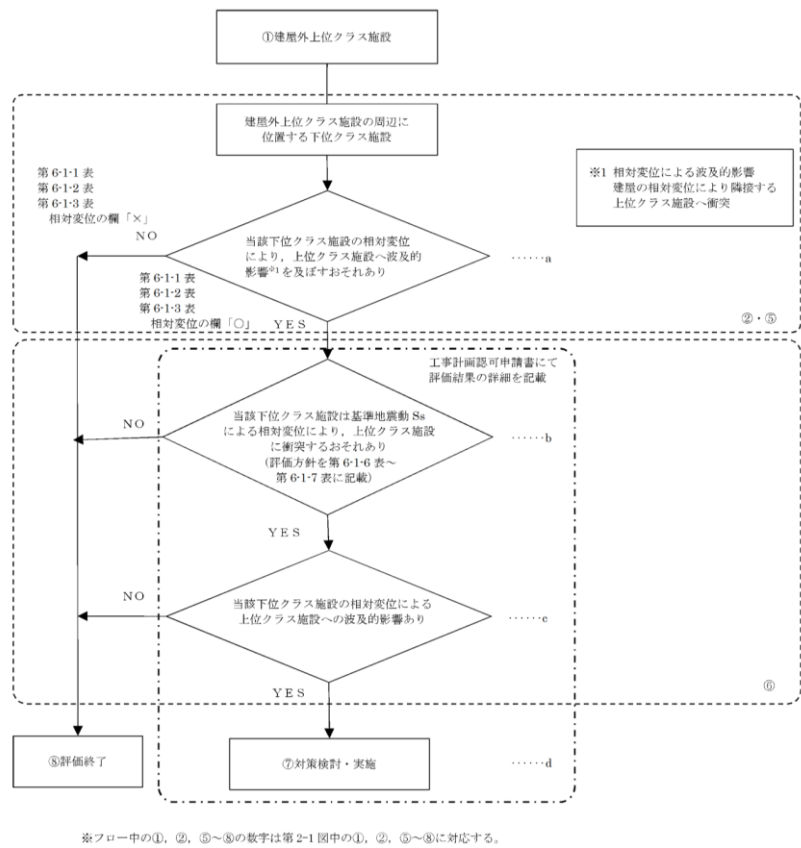 ①建屋外上位クラス施設
建屋外上位クラス施設の周辺に
位置する下位クラス施設
※1 相対変位による波及的影響
建屋の相対変位により隣接する
上位クラス施設へ衝突
第 6-1-1 表
第 6-1-2 表
第 6-1-3 表
相対変位の欄「×」
NO
当該下位クラス施設の相対変位
により，上位クラス施設へ波及的
影響※1を及ぼすおそれあり
……a
第 6-1-1 表
第 6-1-2 表
第 6-1-3 表
相対変位の欄「○」
YES
②・⑤
工事計画認可申請書にて
評価結果の詳細を記載
NO
当該下位クラス施設は基準地震動 Ss
による相対変位により，上位クラス施設
に衝突するおそれあり
(評価方針を第 6-1-6 表～
第 6-1-7 表に記載)
……b
YES
NO
当該下位クラス施設の相対変位による
上位クラス施設への波及的影響あり
……c
YES
⑥
⑧評価終了
⑦対策検討・実施
……d
※フロー中の①，②，⑤～⑧の数字は第 2-1 図中の①，②，⑤～⑧に対応する。